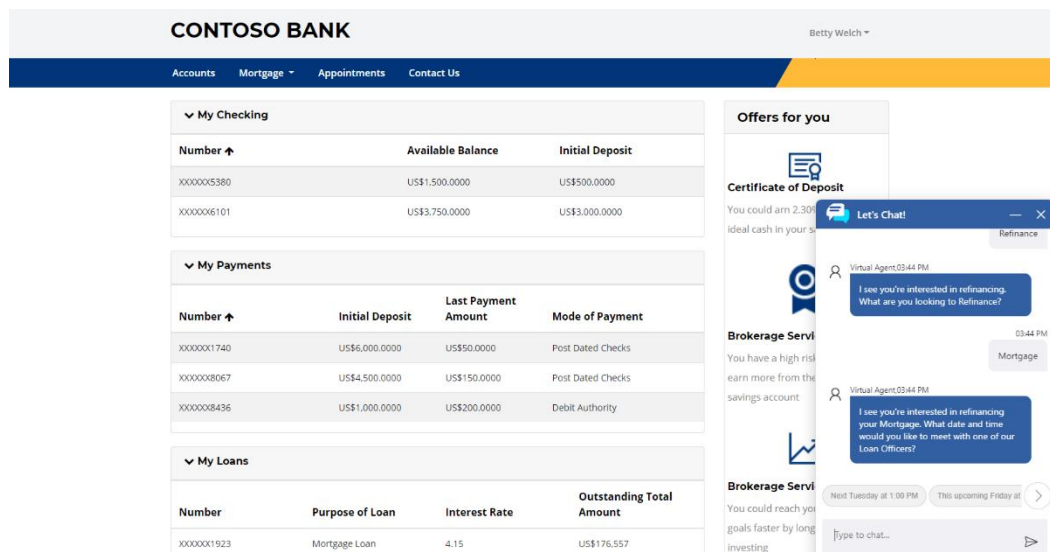 CONTOSO BANK
Betty Welch
Accounts Mortgage Appointments Contact Us
My Checking
Number Available Balance Initial Deposit
XXXXXX5380 US$1,500.0000 US$500.0000
XXXXXX6101 US$3,750.0000 US$3,000.0000
My Payments
Number Initial Deposit Last Payment Amount Mode of Payment
XXXXXX1740 US$6,000.0000 US$50.0000 Post Dated Checks
XXXXXX8067 US$4,500.0000 US$150.0000 Post Dated Checks
XXXXXX8436 US$1,000.0000 US$200.0000 Debit Authority
My Loans
Number Purpose of Loan Interest Rate Outstanding Total Amount
XXXXXX1923 Mortgage Loan 4.15 US$176,557
Offers for you
Certificate of Deposit
You could arn 2.30%
ideal cash in your
Brokerage
You have a high
earn more from the
savings account
Brokerage
You could reach
goals faster by long
investing
Let's Chat!
Refinance
Virtual Agent,03:44 PM
I see you're interested in refinancing.
What are you looking to Refinance?
03:44 PM
Mortgage
Virtual Agent,03:44 PM
I see you're interested in refinancing
your Mortgage. What date and time
would you like to meet with one of our
Loan Officers?
Next Tuesday at 1:00 PM This upcoming Friday at
Type to chat...